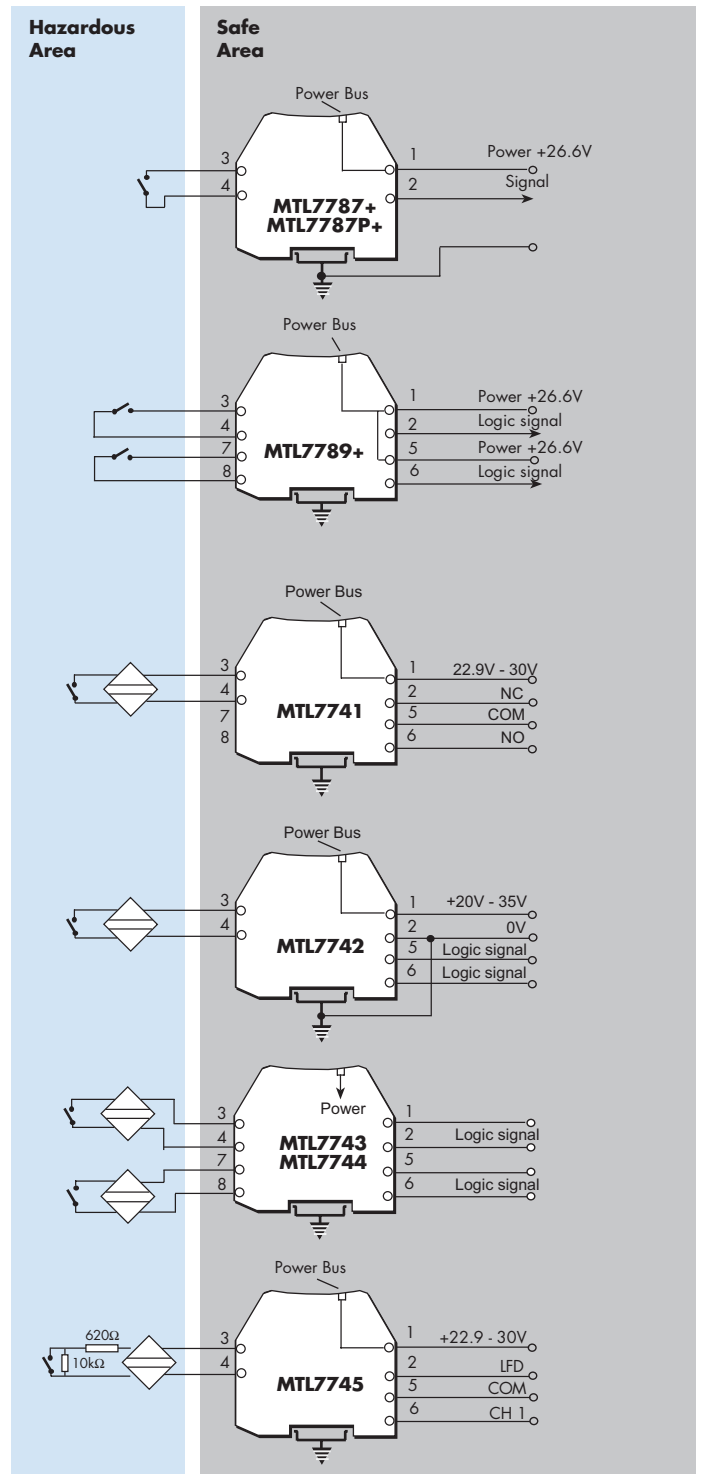 Hazardous
Area
Safe
Area
Power Bus
3
4
MTL7787+
MTL7787P+
1
Power +26.6V
2
Signal
Power Bus
3
4
7
8
MTL7789+
1
Power +26.6V
2
Logic signal
5
Power +26.6V
6
Logic signal
Power Bus
3
4
7
8
MTL7741
1
22.9V - 30V
2
NC
5
COM
6
NO
Power Bus
3
4
MTL7742
1
+20V - 35V
2
0V
5
Logic signal
6
Logic signal
Power
3
4
7
8
MTL7743
MTL7744
1
2
Logic signal
5
6
Logic signal
Power Bus
620Ω
10kΩ
3
4
MTL7745
1
+22.9 - 30V
2
LFD
5
COM
6
CH 1